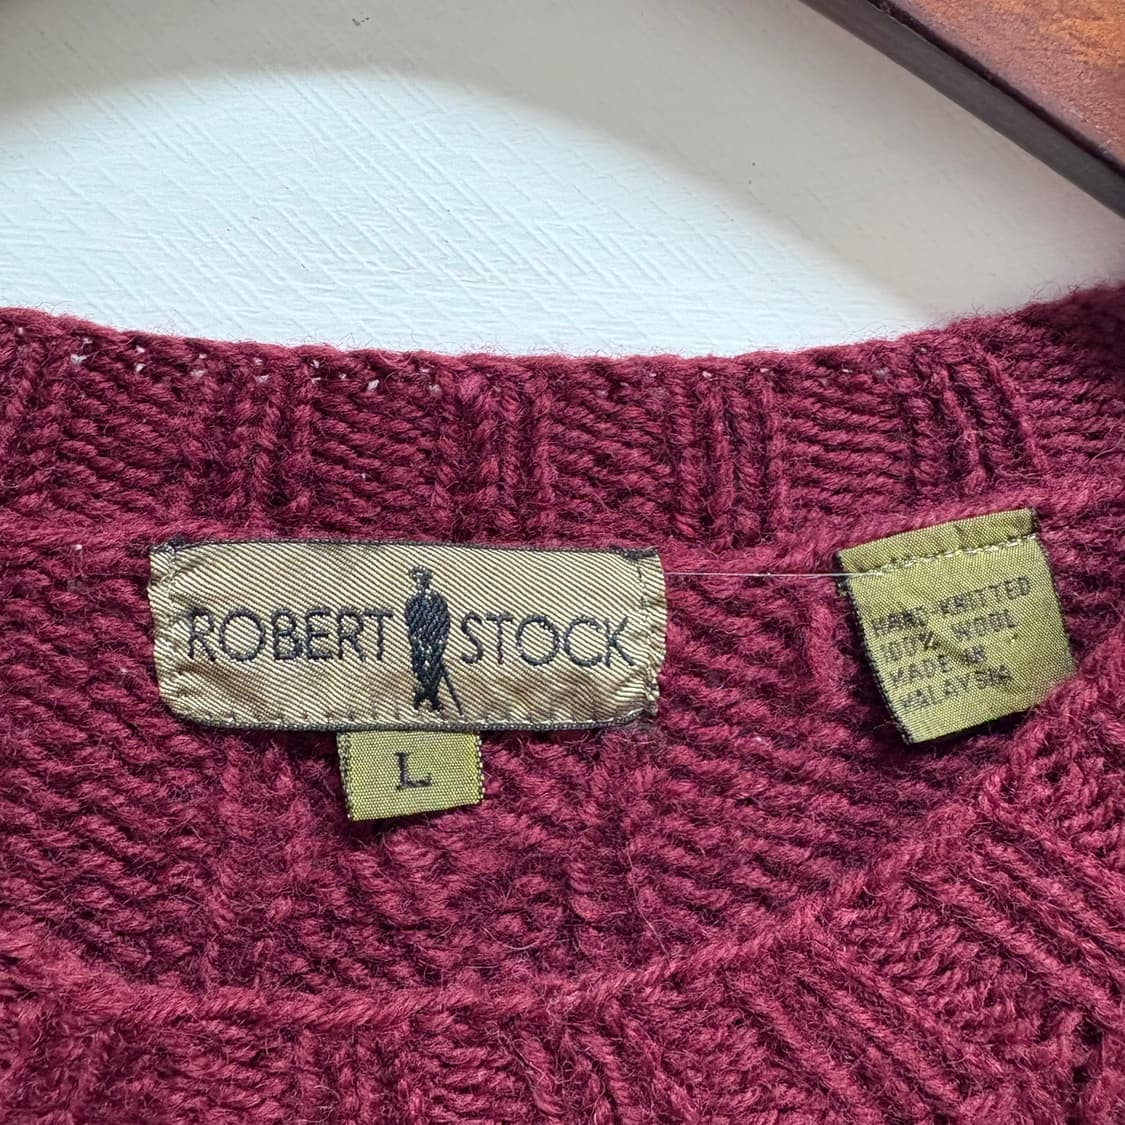 ROBERT STOCK
L
HAND KNITTED
100% WOOL
MADE IN
MALAYSIA